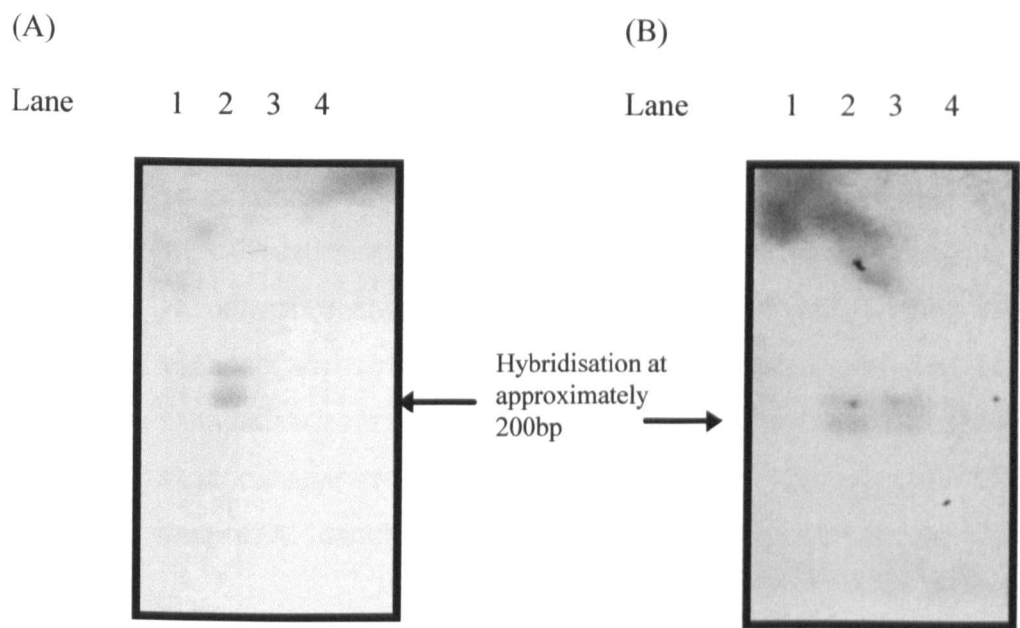 (A)
Lane 1 2 3 4
(B)
Lane 1 2 3 4
Hybridisation at
approximately
200bp